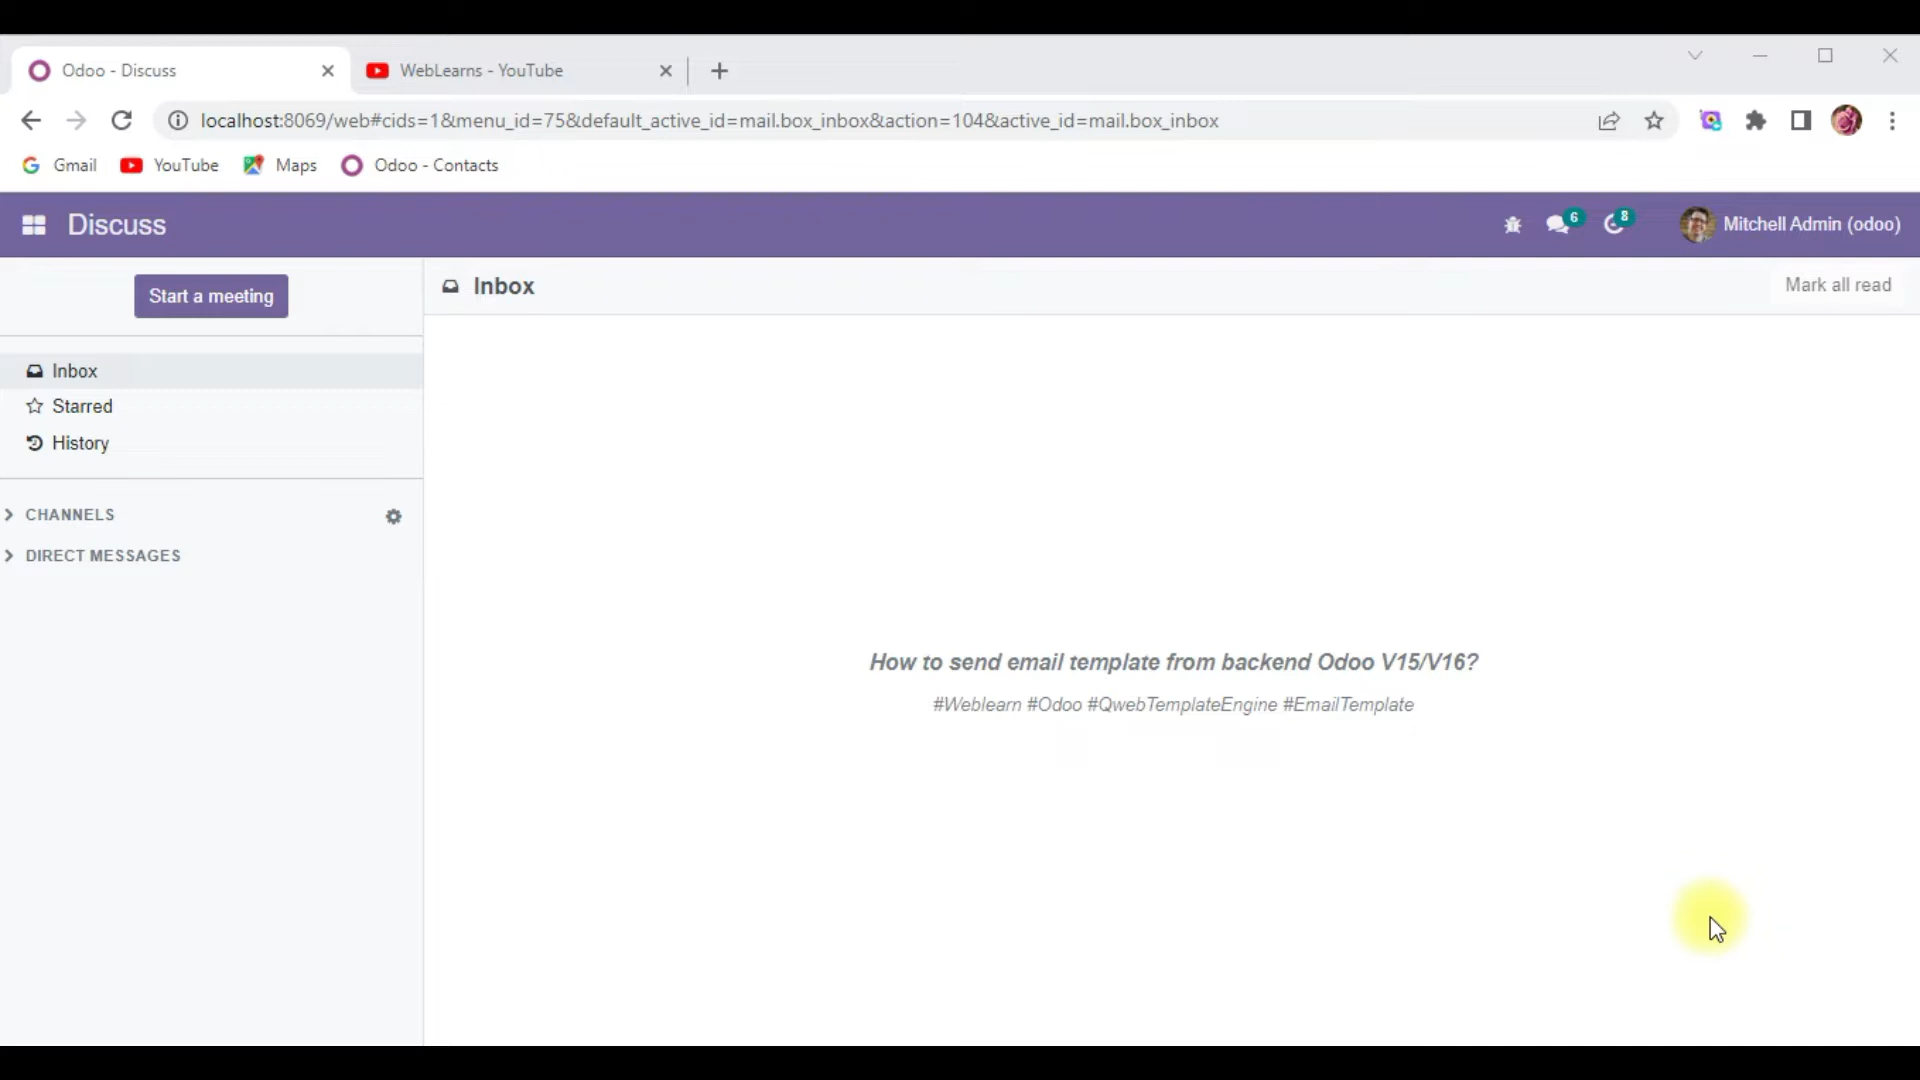 Odoo - Discuss
WebLearns - YouTube
localhost:8069/web#cids=1&menu_id=75&default_active_id=mail.box_inbox&action=104&active_id=mail.box_inbox
Gmail
YouTube
Maps
Odoo - Contacts
Discuss
6
8
Mitchell Admin (odoo)
Start a meeting
Inbox
Mark all read
Inbox
Starred
History
CHANNELS
DIRECT MESSAGES
How to send email template from backend Odoo V15/V16?
#Weblearn #Odoo #QwebTemplateEngine #EmailTemplate